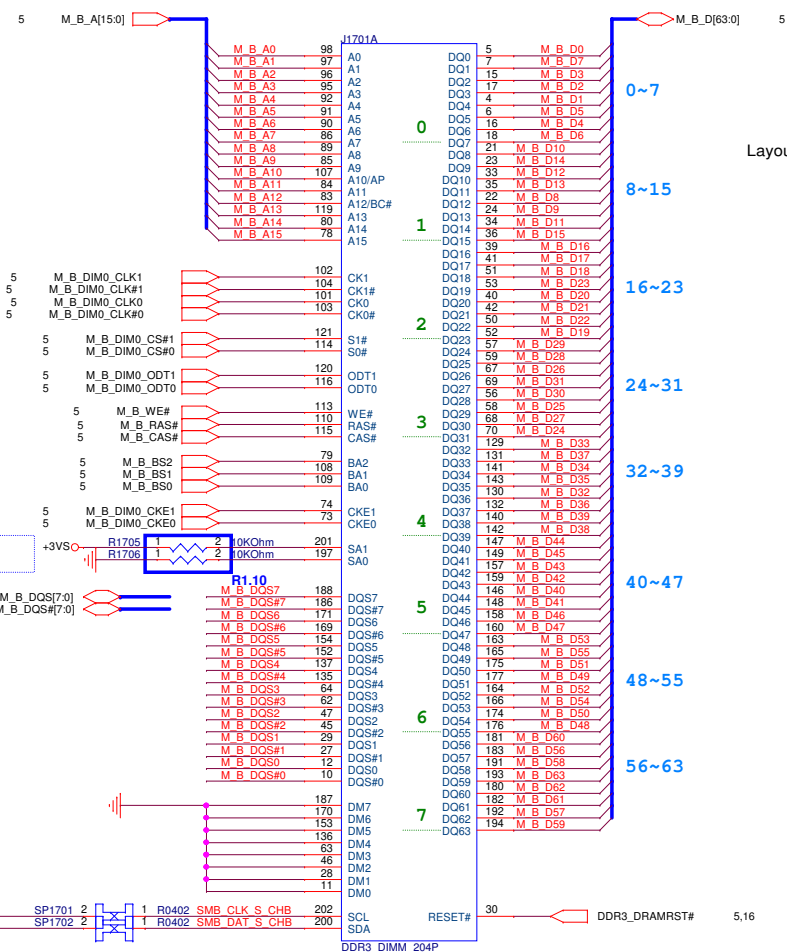 5 M_B_A[15:0] M_B_D[63:0] 5
J1701A
M_B_A0 98 A0 DQ0 5 M_B_D0
M_B_A1 97 A1 DQ1 7 M_B_D7
M_B_A2 96 A2 DQ2 15 M_B_D3
M_B_A3 95 A3 DQ3 17 M_B_D2 0~7
M_B_A4 92 A4 DQ4 4 M_B_D1
M_B_A5 91 A5 DQ5 6 M_B_D5
M_B_A6 90 A6 0 DQ6 16 M_B_D4
M_B_A7 86 A7 DQ7 18 M_B_D6
M_B_A8 89 A8 DQ8 21 M_B_D10
Layou
M_B_A9 85 A9 DQ9 23 M_B_D14
M_B_A10 107 A10/AP DQ10 33 M_B_D12
M_B_A11 84 A11 DQ11 35 M_B_D13 8~15
M_B_A12 83 A12/BC# DQ12 22 M_B_D8
M_B_A13 119 A13 DQ13 24 M_B_D9
M_B_A14 80 A14 1 DQ14 34 M_B_D11
M_B_A15 78 A15 DQ15 36 M_B_D15
DQ16 39 M_B_D16
DQ17 41 M_B_D17
5 M_B_DIM0_CLK1 102 CK1 DQ18 51 M_B_D18
5 M_B_DIM0_CLK#1 104 CK1# DQ19 53 M_B_D23 16~23
5 M_B_DIM0_CLK0 101 CK0 DQ20 40 M_B_D20
5 M_B_DIM0_CLK#0 103 CK0# DQ21 42 M_B_D21
2 DQ22 50 M_B_D22
5 M_B_DIM0_CS#1 121 S1# DQ23 52 M_B_D19
5 M_B_DIM0_CS#0 114 S0# DQ24 57 M_B_D29
DQ25 59 M_B_D28
5 M_B_DIM0_ODT1 120 ODT1 DQ26 67 M_B_D26
5 M_B_DIM0_ODT0 116 ODT0 DQ27 69 M_B_D31 24~31
DQ28 56 M_B_D30
5 M_B_WE# 113 WE# DQ29 58 M_B_D25
5 M_B_RAS# 110 RAS# 3 DQ30 68 M_B_D27
5 M_B_CAS# 115 CAS# DQ31 70 M_B_D24
DQ32 129 M_B_D33
5 M_B_BS2 79 BA2 DQ33 131 M_B_D37
5 M_B_BS1 108 BA1 DQ34 141 M_B_D34 32~39
5 M_B_BS0 109 BA0 DQ35 143 M_B_D35
DQ36 130 M_B_D32
5 M_B_DIM0_CKE1 74 CKE1 DQ37 132 M_B_D36
5 M_B_DIM0_CKE0 73 CKE0 4 DQ38 140 M_B_D39
DQ39 142 M_B_D38
+3VS R1705 1 2 10KOhm 201 SA1 DQ40 147 M_B_D44
R1706 1 2 10KOhm 197 SA0 DQ41 149 M_B_D45
R1.10 DQ42 157 M_B_D43
DQ43 159 M_B_D42 40~47
M_B_DQS[7:0] M_B_DQS7 188 DQS7 DQ44 146 M_B_D40
M_B_DQS#[7:0] M_B_DQS#7 186 DQS#7 5 DQ45 148 M_B_D41
M_B_DQS6 171 DQS6 DQ46 158 M_B_D46
M_B_DQS#6 169 DQS#6 DQ47 160 M_B_D47
M_B_DQS5 154 DQS5 DQ48 163 M_B_D53
M_B_DQS#5 152 DQS#5 DQ49 165 M_B_D55
M_B_DQS4 137 DQS4 DQ50 175 M_B_D51
M_B_DQS#4 135 DQS#4 DQ51 177 M_B_D49 48~55
M_B_DQS3 64 DQS3 DQ52 164 M_B_D52
M_B_DQS#3 62 DQS#3 DQ53 166 M_B_D54
M_B_DQS2 47 DQS2 6 DQ54 174 M_B_D50
M_B_DQS#2 45 DQS#2 DQ55 176 M_B_D48
M_B_DQS1 29 DQS1 DQ56 181 M_B_D60
M_B_DQS#1 27 DQS#1 DQ57 183 M_B_D56
M_B_DQS0 12 DQS0 DQ58 191 M_B_D58 56~63
M_B_DQS#0 10 DQS#0 DQ59 193 M_B_D63
DQ60 180 M_B_D62
187 DM7 DQ61 182 M_B_D61
170 DM6 7 DQ62 192 M_B_D57
153 DM5 DQ63 194 M_B_D59
136 DM4
63 DM3
46 DM2
28 DM1
11 DM0
SP1701 2 1 R0402 SMB_CLK_S_CHB 202 SCL RESET# 30 DDR3_DRAMRST# 5,16
SP1702 2 1 R0402 SMB_DAT_S_CHB 200 SDA
DDR3_DIMM_204P